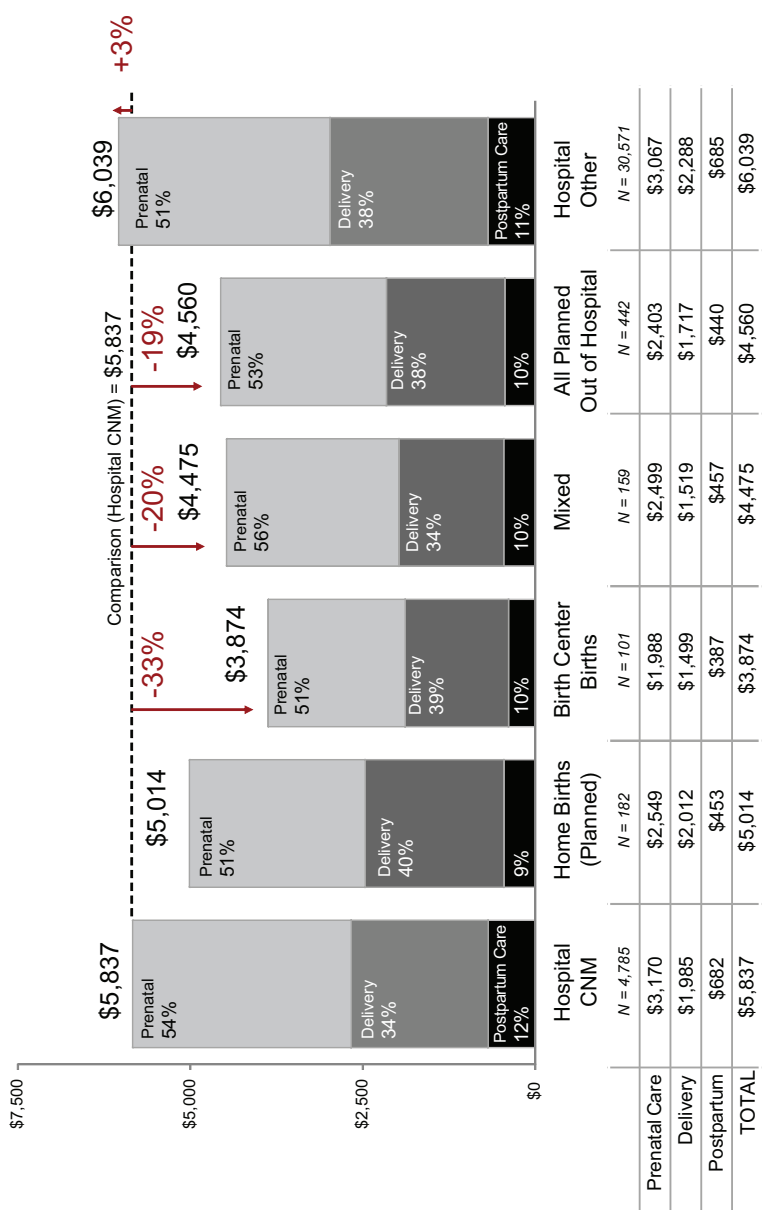 +3%
$6,039
Comparison (Hospital CNM) = $5,837
-33%
-20%
-19%
$5,837
$5,014
$3,874
$4,475
$4,560
$7,500
$5,000
$2,500
$0
Prenatal
54%
Delivery
34%
Postpartum Care
12%
Prenatal
51%
Delivery
40%
9%
Prenatal
51%
Delivery
39%
10%
Prenatal
56%
Delivery
34%
10%
Prenatal
53%
Delivery
38%
10%
Prenatal
51%
Delivery
38%
Postpartum Care
11%
Hospital
CNM
Home Births
(Planned)
Birth Center
Births
Mixed
All Planned
Out of Hospital
Hospital
Other
N = 4,785 N = 182 N = 101 N = 159 N = 442 N = 30,571
Prenatal Care $3,170 $2,549 $1,988 $2,499 $2,403 $3,067
Delivery $1,985 $2,012 $1,499 $1,519 $1,717 $2,288
Postpartum $682 $453 $387 $457 $440 $685
TOTAL $5,837 $5,014 $3,874 $4,475 $4,560 $6,039